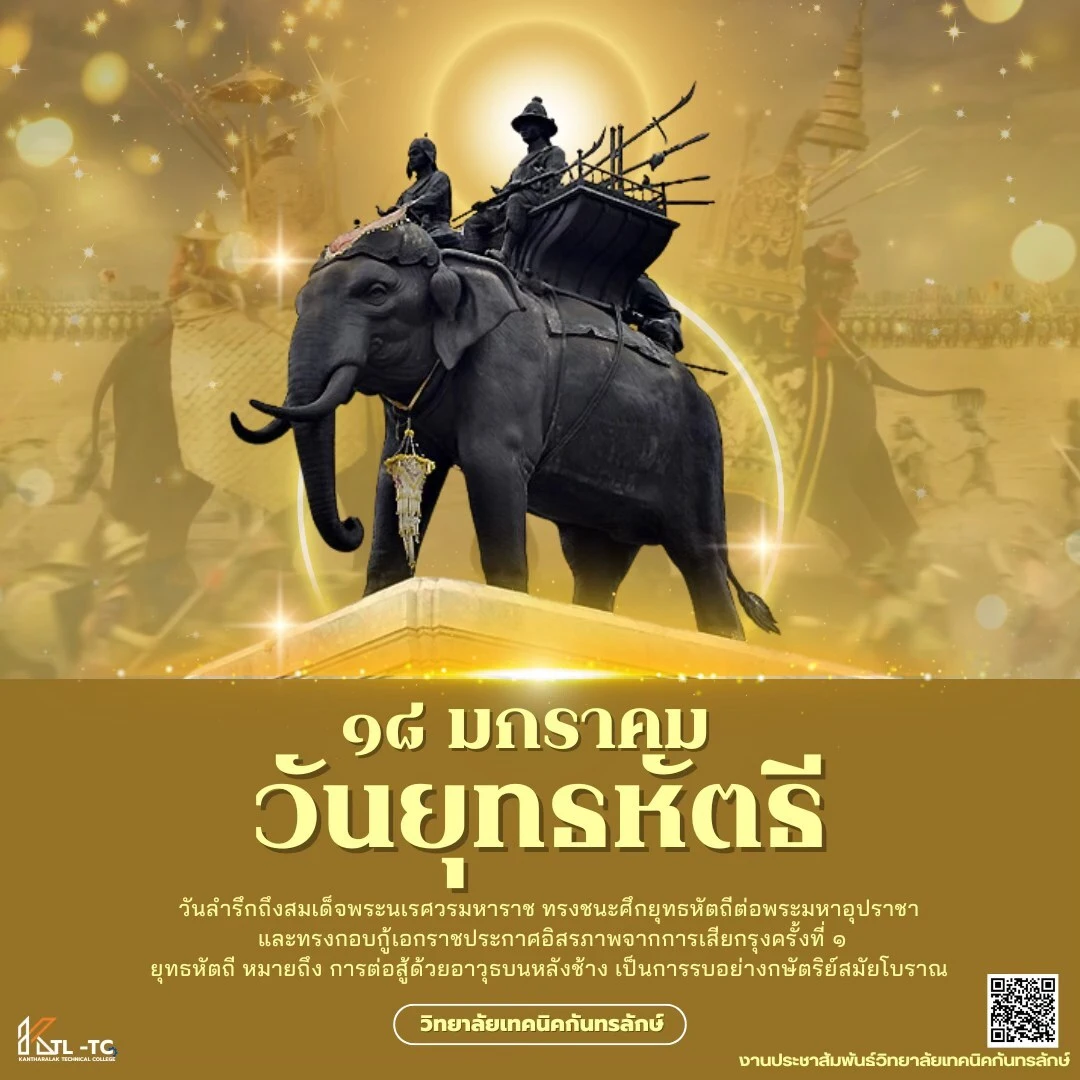 ๑๘ มกราคม
วันยุทธหัตรี
วันลำรึกถึงสมเด็จพระนเรศวรมหาราช ทรงชนะศึกยุทธหัตถีต่อพระมหาอุปราชา
และทรงกอบกู้เอกราชประกาศอิสรภาพจากการเสียกรุงครั้งที่ ๑
ยุทธหัตถี หมายถึง การต่อสู้ด้วยอาวุธบนหลังช้าง เป็นการรบอย่างกษัตริย์สมัยโบราณ
วิทยาลัยเทคนิคกันทรลักษ์
KTL -TC
KANTHARALAK TECHNICAL COLLEGE
งานประชาสัมพันธ์วิทยาลัยเทคนิคกันทรลักษ์